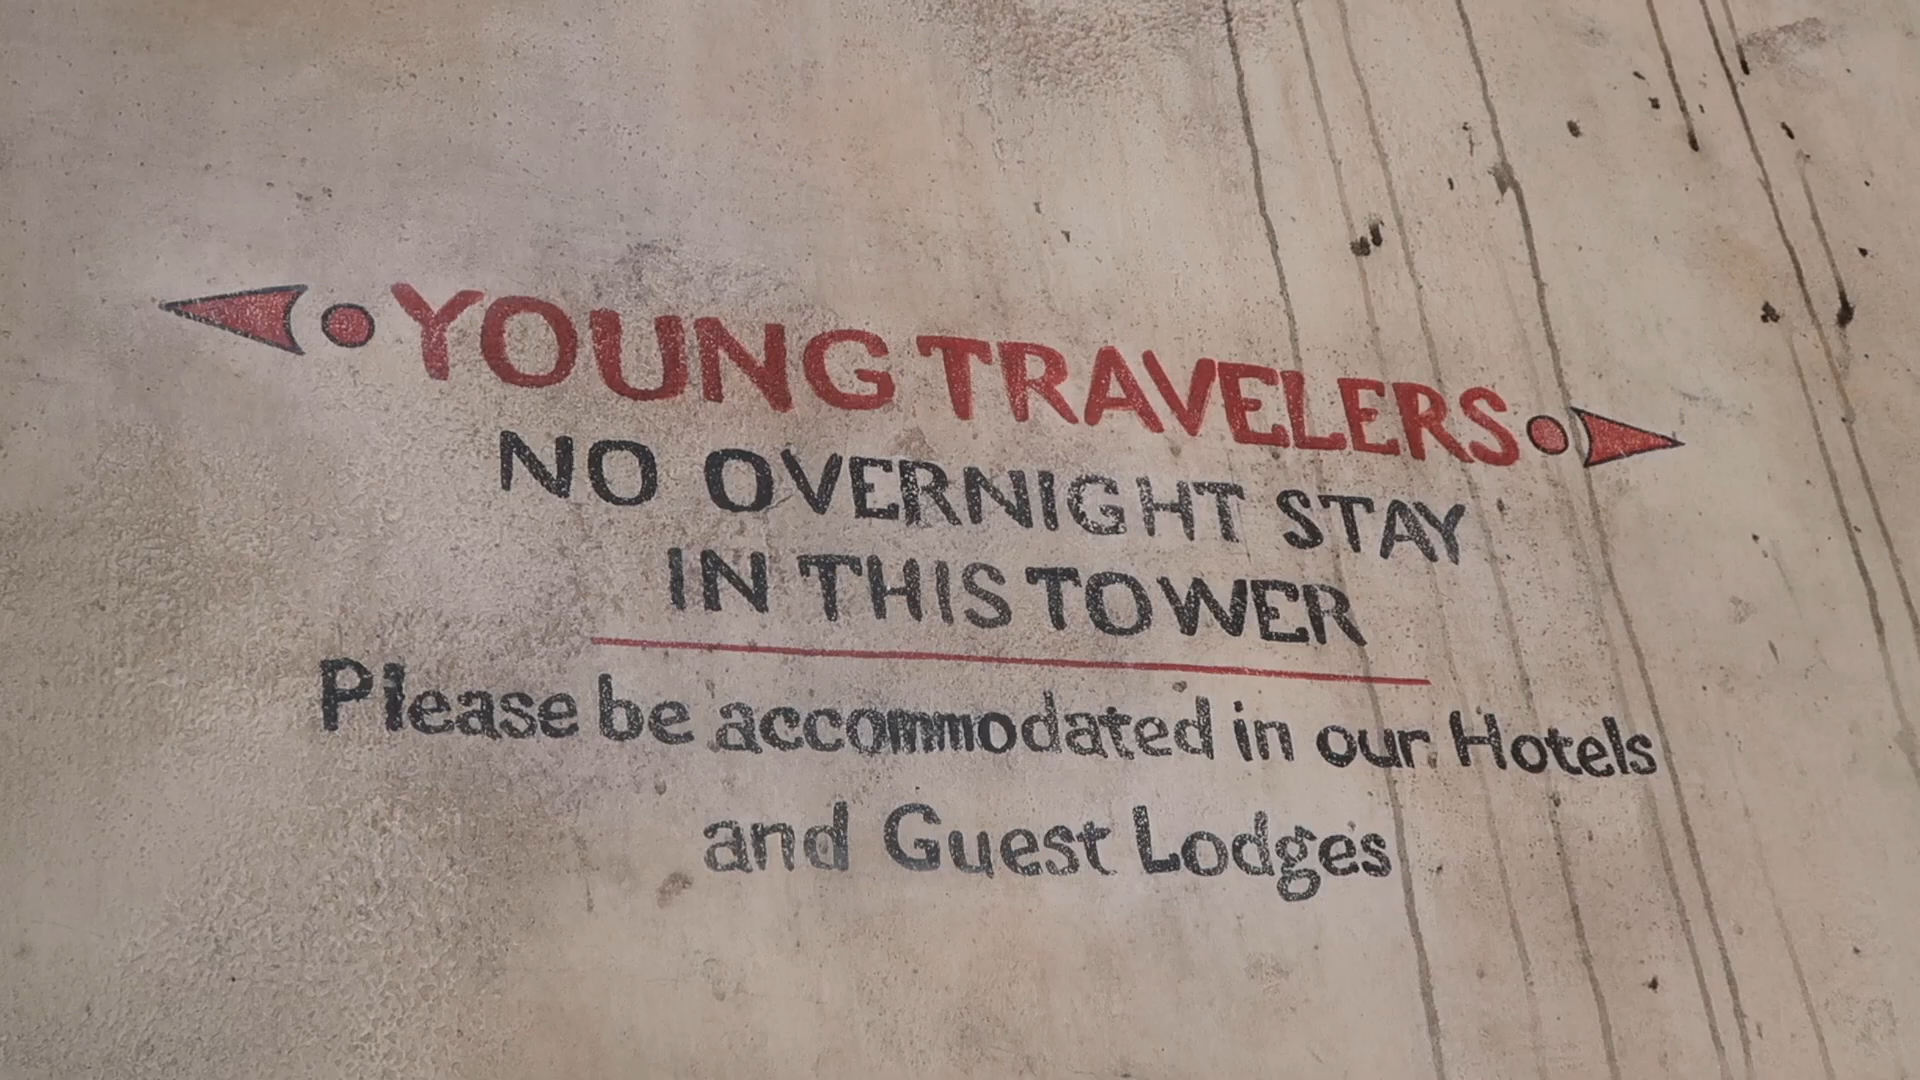 YOUNG TRAVELERS
NO OVERNIGHT STAY
IN THIS TOWER
Please be accommodated in our Hotels
and Guest Lodges